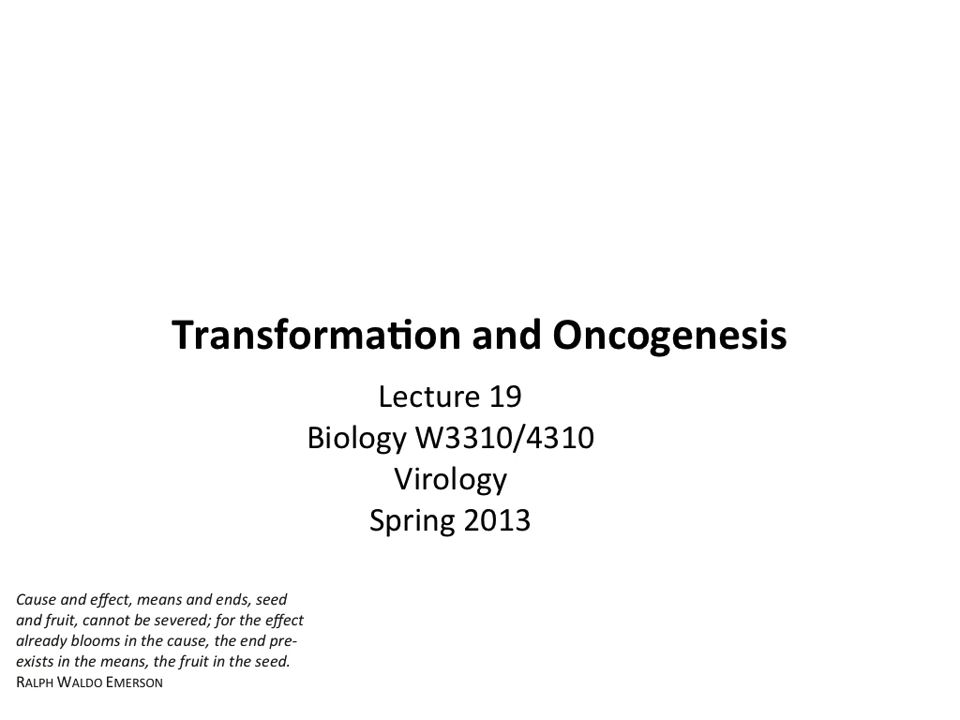 Transformation and Oncogenesis
Lecture 19
Biology W3310/4310
Virology
Spring 2013
Cause and effect, means and ends, seed
and fruit, cannot be severed; for the effect
already blooms in the cause, the end pre-
exists in the means, the fruit in the seed.
RALPH WALDO EMERSON